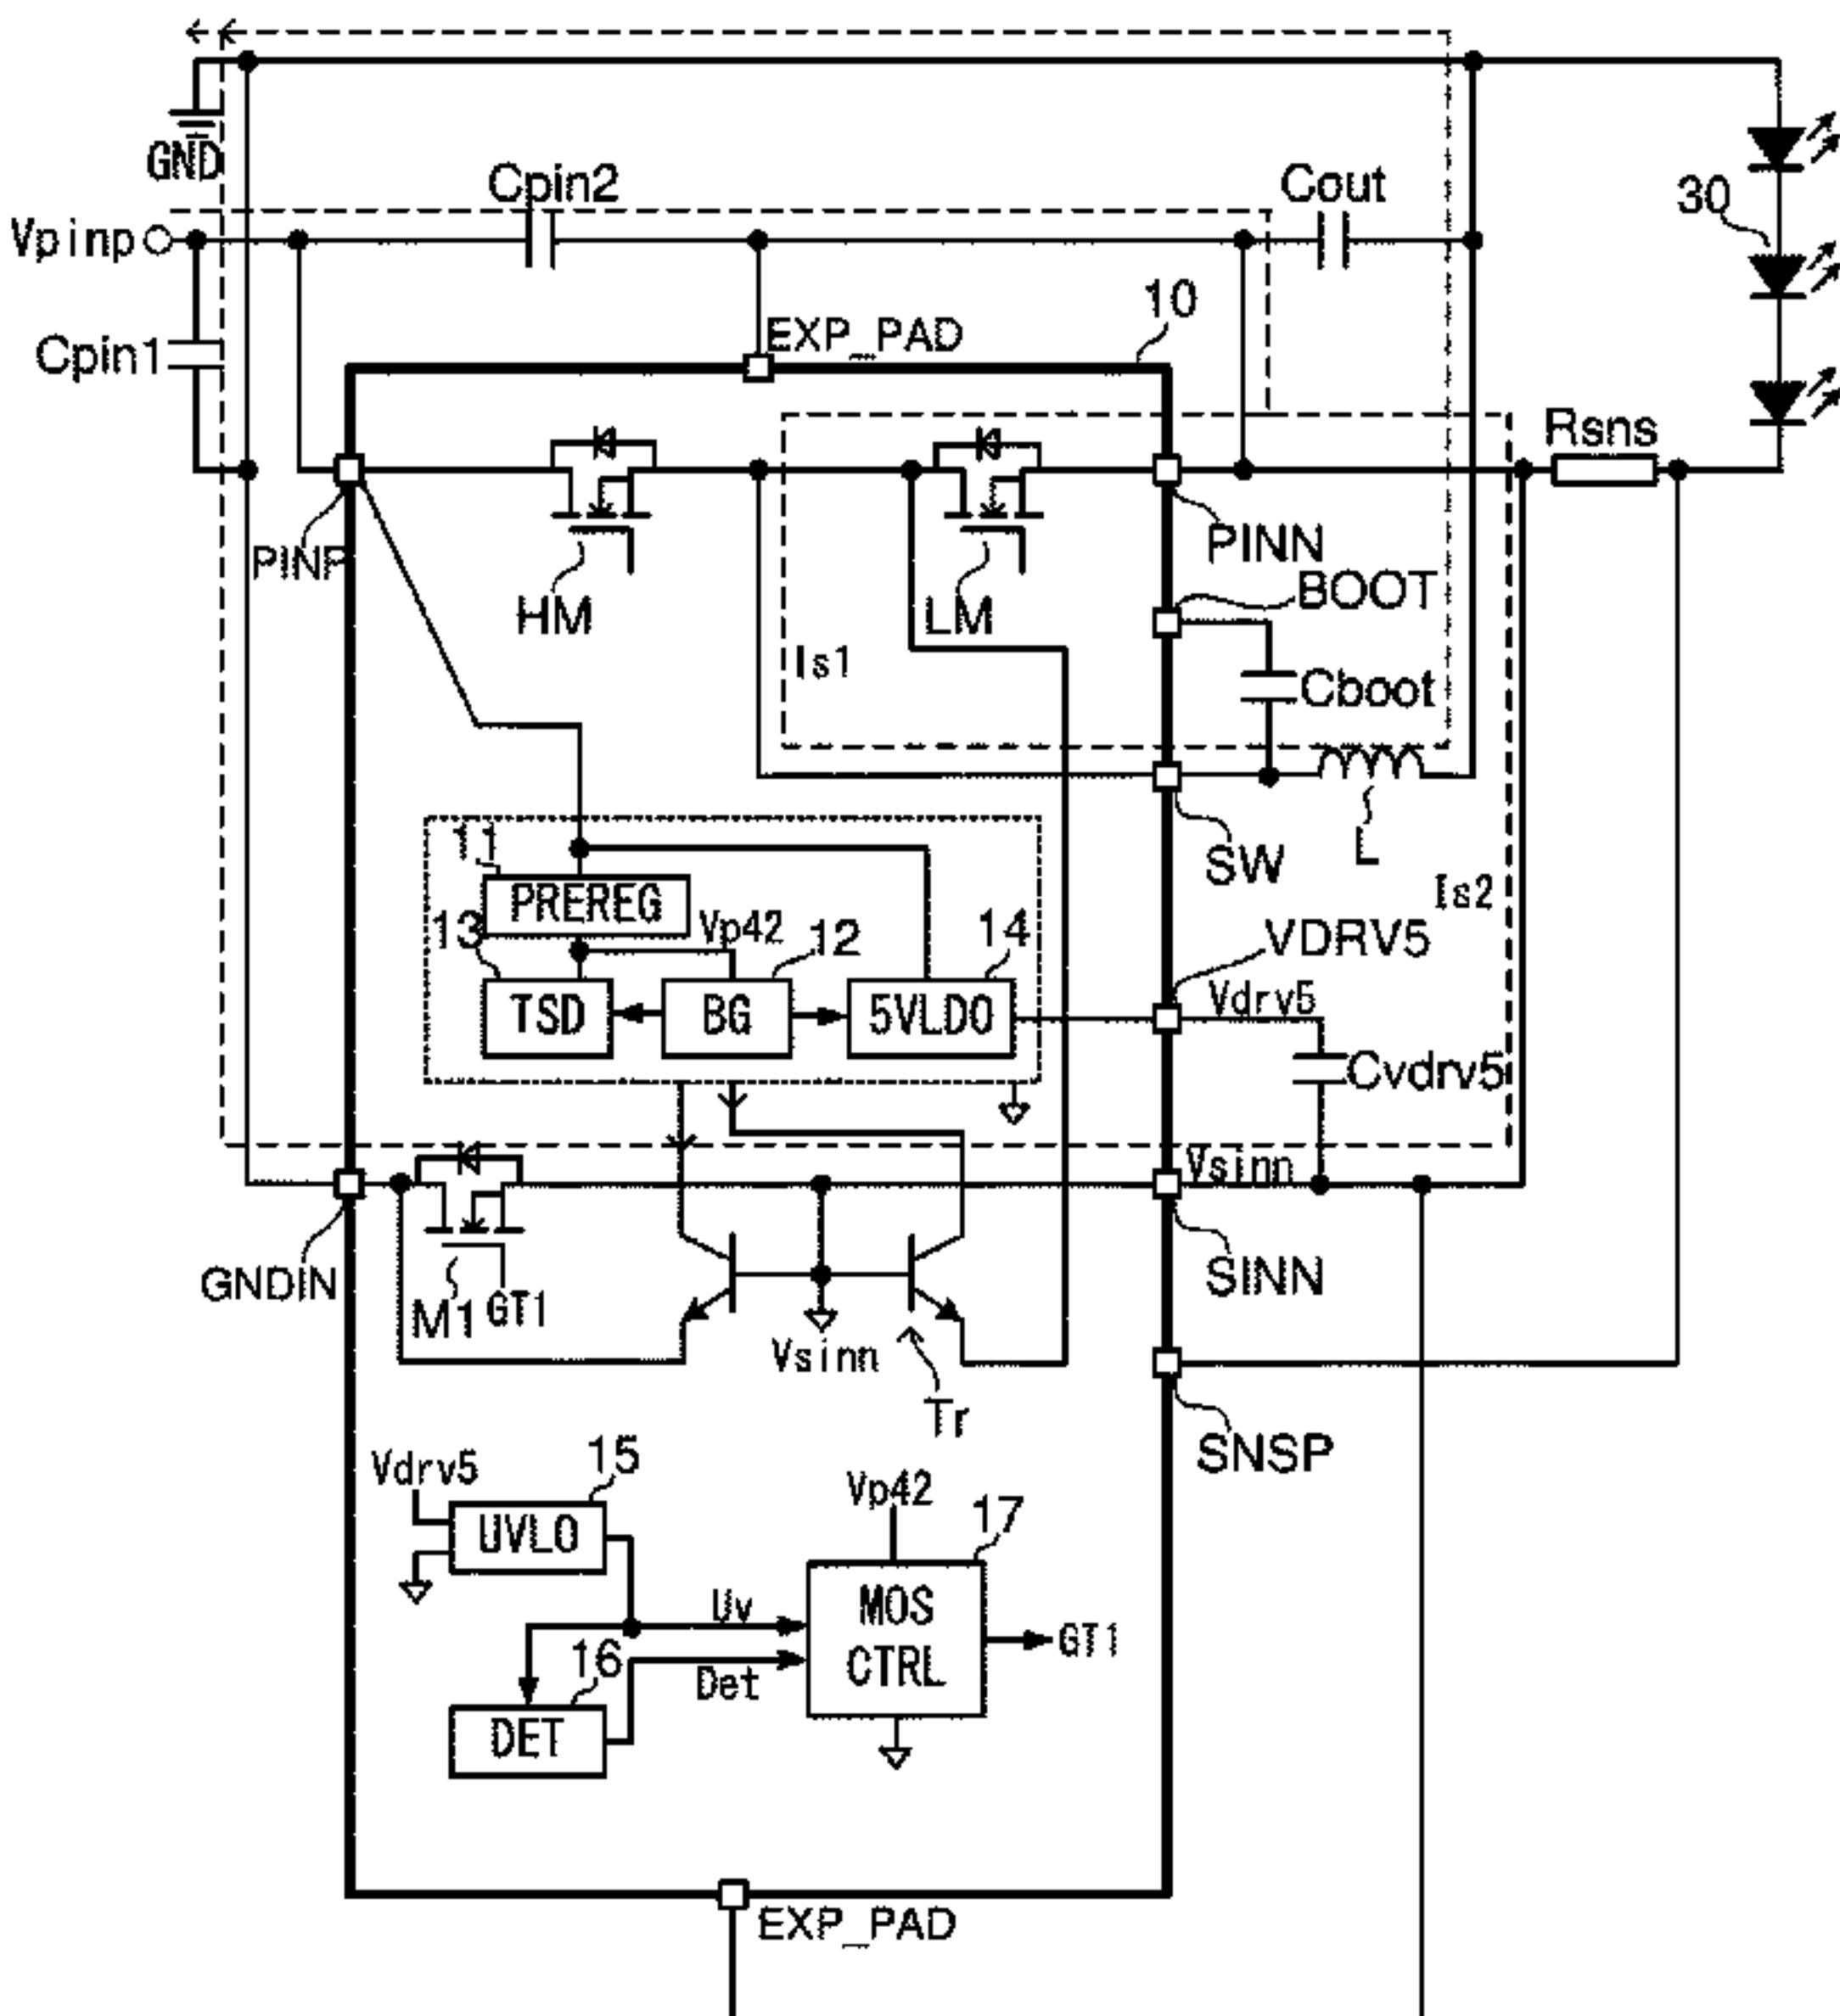 GND
Cpin2
Cout
30
Vpinp
10
EXP_PAD
Cpin1
Rsns
PINP
PINN
HM
LM
BOOT
Is1
Cboot
11
SW
L
PREREG
Is2
13
Vp42
12
14
VDRV5
TSD
BG
5VLDO
Vdrv5
Cvdrv5
Vsinn
GNDIN
M1
GT1
SINN
Vsinn
Tr
SNSP
Vdrv5
15
Vp42
17
UVLO
Uv
MOS
CTRL
GT1
16
Det
DET
EXP_PAD